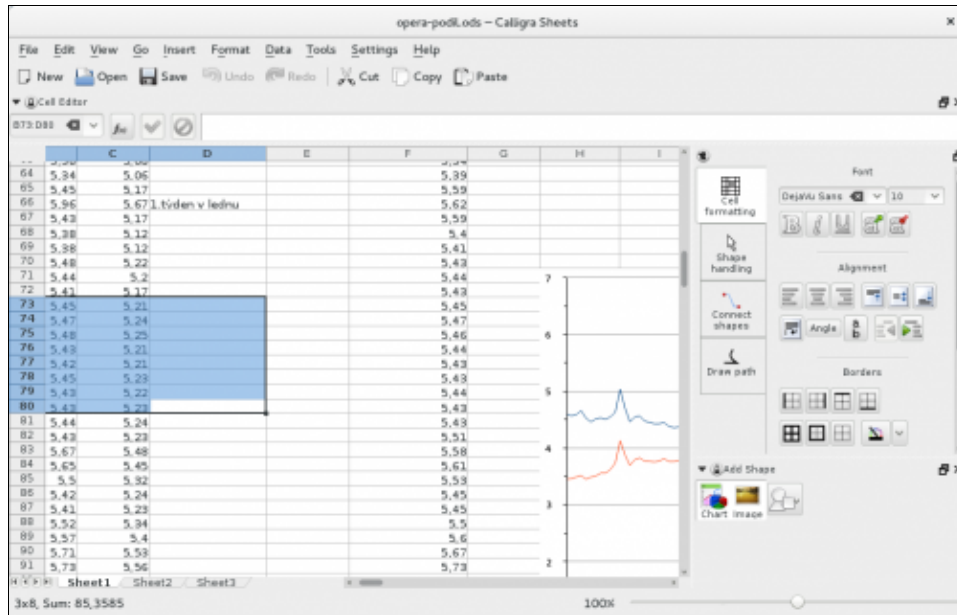 opera-podil.ods – Calligra Sheets
File Edit View Go Insert Format Data Tools Settings Help
New Open Save Undo Redo Cut Copy Paste
Cell Editor
B73:D80
C D E F G H I
64 5,34 5,06 5,39
65 5,45 5,17 5,59
66 5,96 5,67 1.týden v lednu 5,62
67 5,43 5,17 5,59
68 5,38 5,12 5,4
69 5,38 5,12 5,41
70 5,48 5,22 5,43
71 5,44 5,2 5,44
72 5,41 5,17 5,43
73 5,45 5,21 5,45
74 5,47 5,24 5,47
75 5,48 5,25 5,46
76 5,43 5,21 5,44
77 5,42 5,21 5,43
78 5,45 5,23 5,43
79 5,43 5,22 5,44
80 5,43 5,23 5,43
81 5,44 5,24 5,43
82 5,43 5,23 5,51
83 5,67 5,48 5,58
84 5,65 5,45 5,61
85 5,5 5,32 5,53
86 5,42 5,24 5,45
87 5,41 5,23 5,45
88 5,52 5,34 5,5
89 5,57 5,4 5,6
90 5,71 5,53 5,67
91 5,73 5,56 5,73
7
6
5
4
3
2
Cell formatting
Shape handling
Connect shapes
Draw path
Font
DejaVu Sans 10
B I U
Alignment
Angle
Borders
Add Shape
Chart Image
Sheet1 Sheet2 Sheet3
3x8, Sum: 85,3585
100%